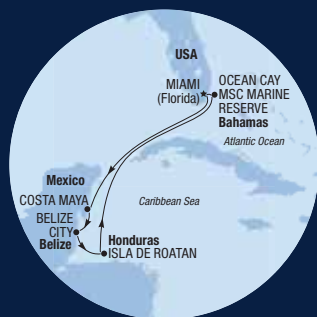 USA
MIAMI
(Florida)
OCEAN CAY
MSC MARINE
RESERVE
Bahamas
Atlantic Ocean
Mexico
COSTA MAYA
BELIZE
CITY
Belize
Caribbean Sea
Honduras
ISLA DE ROATAN